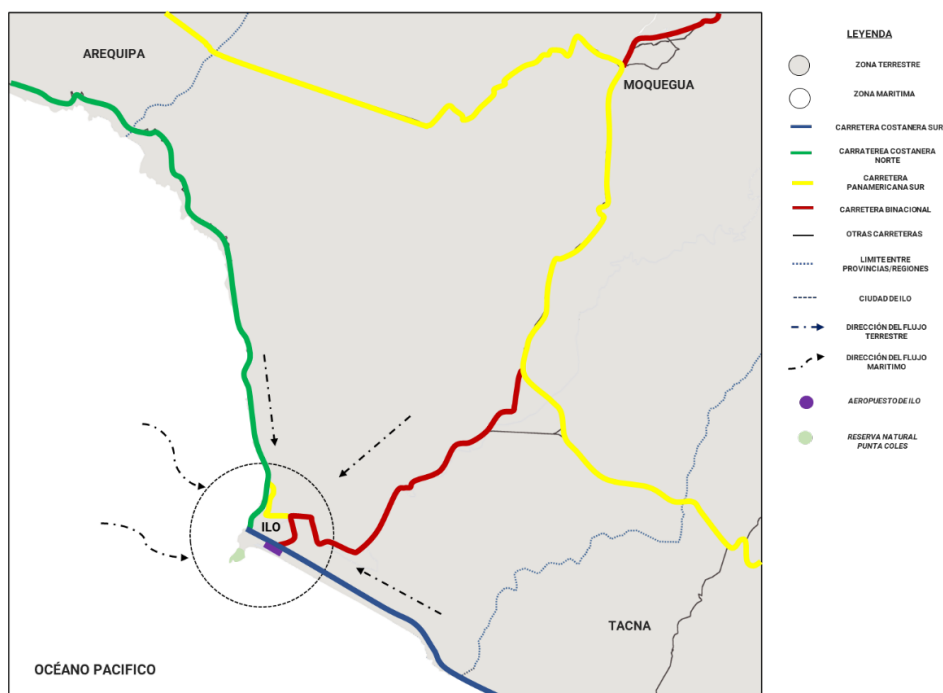 AREQUIPA
MOQUEGUA
ILO
TACNA
OCÉANO PACIFICO
LEYENDA
ZONA TERRESTRE
ZONA MARITIMA
CARRETERA COSTANERA SUR
CARRATEREA COSTANERA
NORTE
CARRETERA
PANAMERICANA SUR
CARRETERA BINACIONAL
OTRAS CARRETERAS
LIMITE ENTRE
PROVINCIAS/REGIONES
CIUDAD DE ILO
DIRECCIÓN DEL FLUJO
TERRESTRE
DIRECCIÓN DEL FLUJO
MARITIMO
AEROPUESTO DE ILO
RESERVA NATURAL
PUNTA COLES